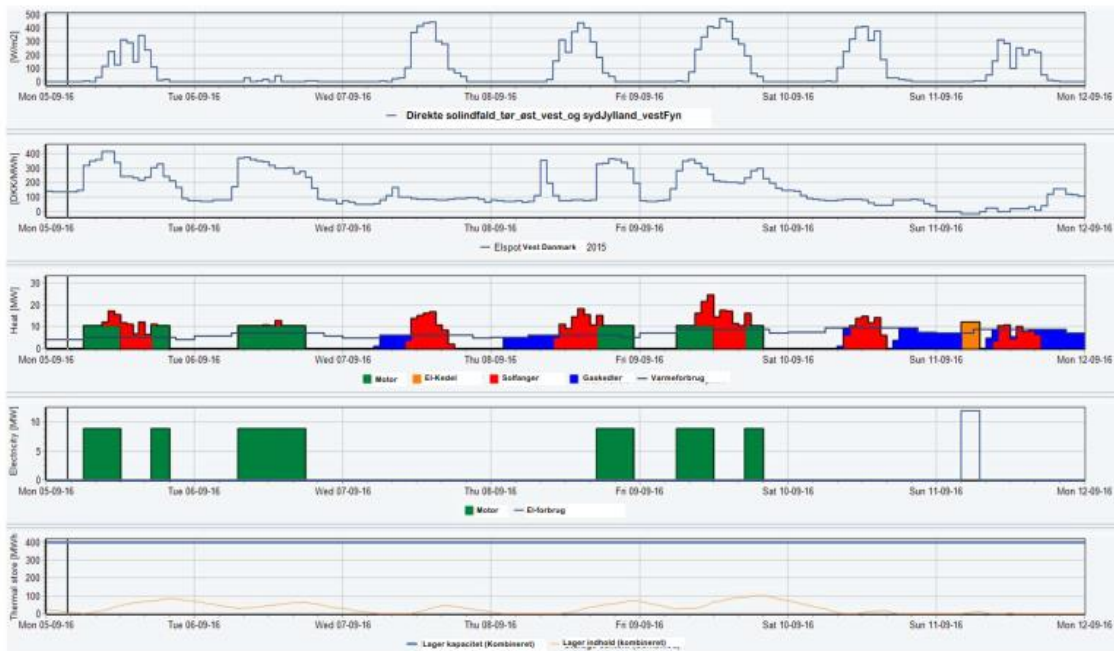 [W/m2]
500
400
300
200
100
0
Mon 05-09-16 Tue 06-09-16 Wed 07-09-16 Thu 08-09-16 Fri 09-09-16 Sat 10-09-16 Sun 11-09-16 Mon 12-09-16
Direkte solindfald_tør_øst_vest_og sydJylland_vestFyn
[DKK/MWh]
400
300
200
100
0
Mon 05-09-16 Tue 06-09-16 Wed 07-09-16 Thu 08-09-16 Fri 09-09-16 Sat 10-09-16 Sun 11-09-16 Mon 12-09-16
Elspot Vest Danmark 2015
Heat [MW]
30
20
10
0
Mon 05-09-16 Tue 06-09-16 Wed 07-09-16 Thu 08-09-16 Fri 09-09-16 Sat 10-09-16 Sun 11-09-16 Mon 12-09-16
Motor El-Kedel Solfanger Gaskedler Varmeforbrug
Electricity [MW]
10
5
0
Mon 05-09-16 Tue 06-09-16 Wed 07-09-16 Thu 08-09-16 Fri 09-09-16 Sat 10-09-16 Sun 11-09-16 Mon 12-09-16
Motor El-forbrug
Thermal store [MWh
400
300
200
100
0
Mon 05-09-16 Tue 06-09-16 Wed 07-09-16 Thu 08-09-16 Fri 09-09-16 Sat 10-09-16 Sun 11-09-16 Mon 12-09-16
Lager kapacitet (Kombineret) Lager indhold (kombineret)